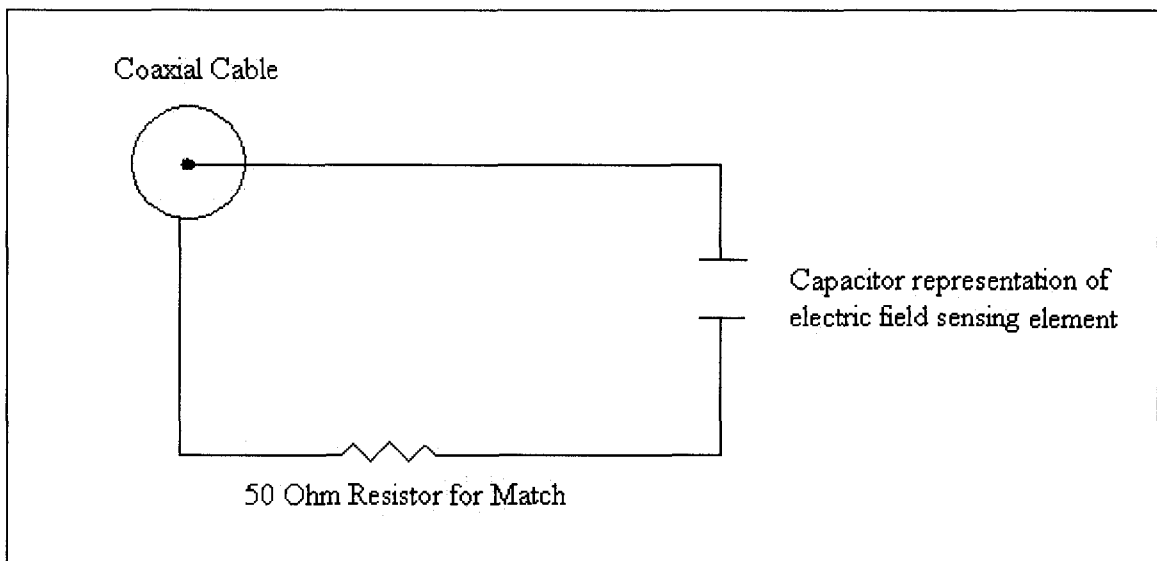 Coaxial Cable
Capacitor representation of
electric field sensing element
50 Ohm Resistor for Match